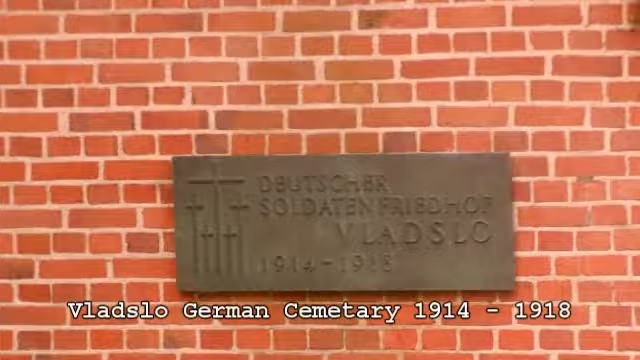 DEUTSCHER
SOLDATENFRIEDHOF
VLADSLO
1914 - 1918
Vladslo German Cemetary 1914 - 1918